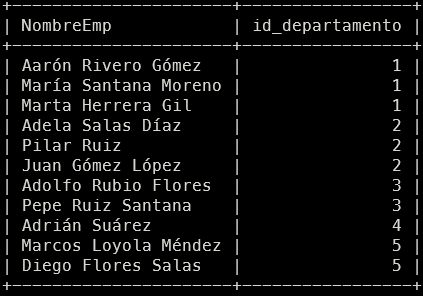 +----------------------+-----------------+
| NombreEmp            | id_departamento |
+----------------------+-----------------+
| Aarón Rivero Gómez   |               1 |
| María Santana Moreno |               1 |
| Marta Herrera Gil    |               1 |
| Adela Salas Díaz     |               2 |
| Pilar Ruiz           |               2 |
| Juan Gómez López     |               2 |
| Adolfo Rubio Flores  |               3 |
| Pepe Ruiz Santana    |               3 |
| Adrián Suárez        |               4 |
| Marcos Loyola Méndez |               5 |
| Diego Flores Salas   |               5 |
+----------------------+-----------------+